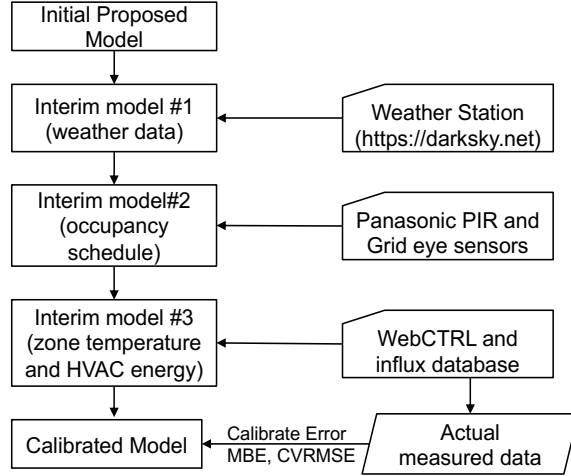 Initial Proposed
Model
Interim model #1
(weather data)
Weather Station
(https://darksky.net)
Interim model#2
(occupancy
schedule)
Panasonic PIR and
Grid eye sensors
Interim model #3
(zone temperature
and HVAC energy)
WebCTRL and
influx database
Calibrated Model
Calibrate Error
MBE, CVRMSE
Actual
measured data